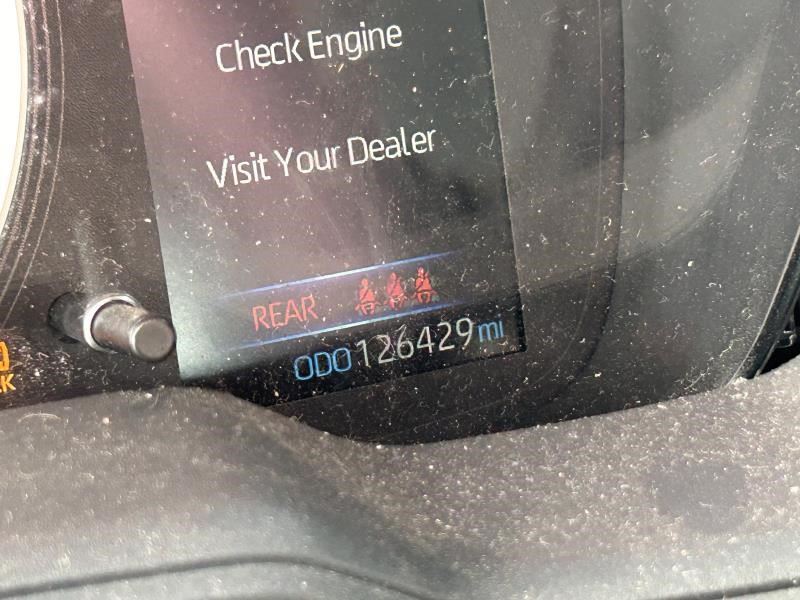 Check Engine
Visit Your Dealer
REAR
ODO 126429 mi